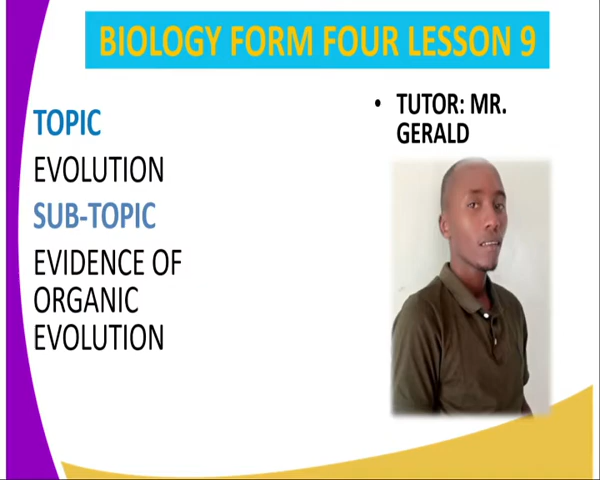 BIOLOGY FORM FOUR LESSON 9
TOPIC
EVOLUTION
SUB-TOPIC
EVIDENCE OF
ORGANIC
EVOLUTION
• TUTOR: MR.
GERALD